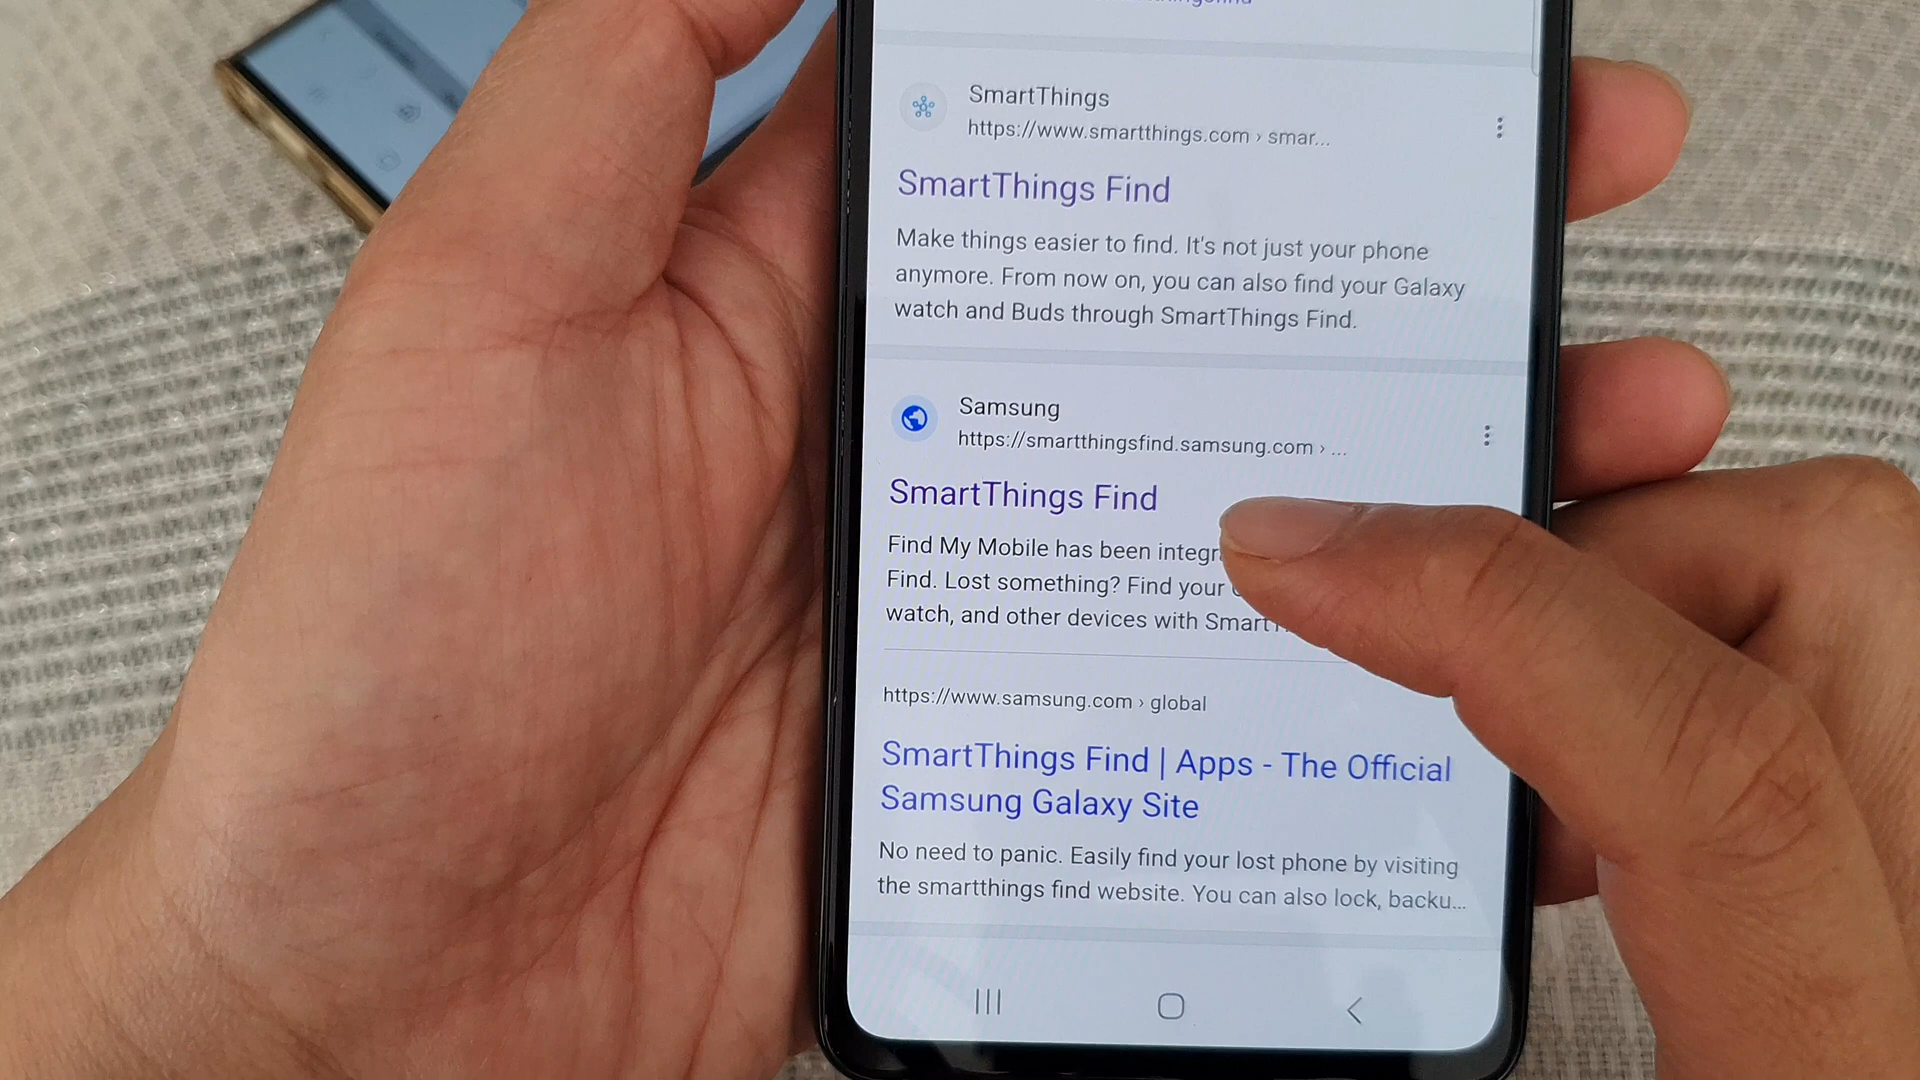 SmartThings
https://www.smartthings.com › smar...
SmartThings Find
Make things easier to find. It's not just your phone
anymore. From now on, you can also find your Galaxy
watch and Buds through SmartThings Find.
Samsung
https://smartthingsfind.samsung.com › ...
SmartThings Find
Find My Mobile has been
Find. Lost something? Find your
watch, and other devices with
https://www.samsung.com › global
SmartThings Find | Apps - The Official
Samsung Galaxy Site
No need to panic. Easily find your lost phone by visiting
the smartthings find website. You can also lock, backu...